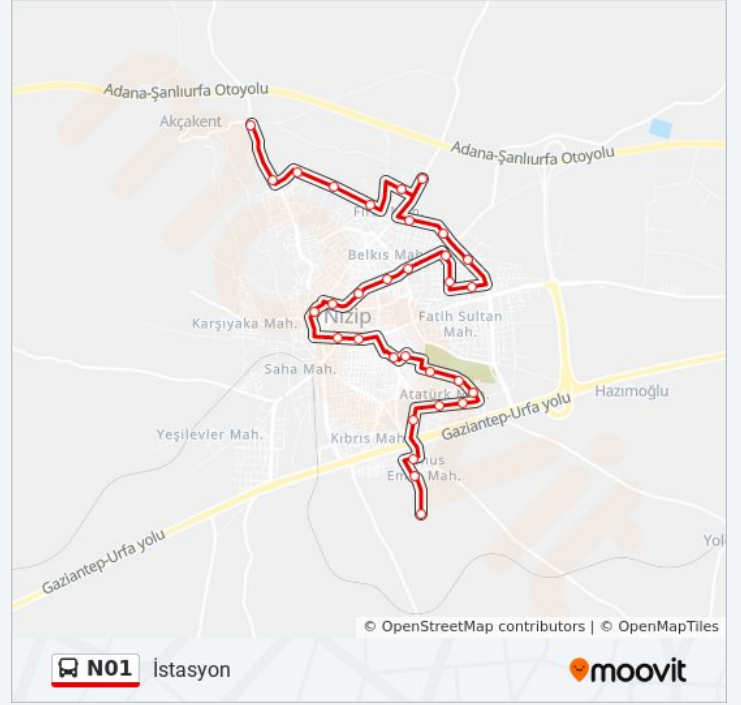 Adana-Şanlıurfa Otoyolu
Akçakent
Adana-Şanlıurfa Otoyolu
Belkıs Mah.
Nizip
Karşıyaka Mah.
Fatih Sultan
Mah.
Saha Mah.
Hazımoğlu
Atatürk Mah.
Gaziantep-Urfa yolu
Yeşilevler Mah.
Kıbrıs Mah.
Mah.
Gaziantep-Urfa yolu
© OpenStreetMap contributors | © OpenMapTiles
N01 İstasyon
moovit